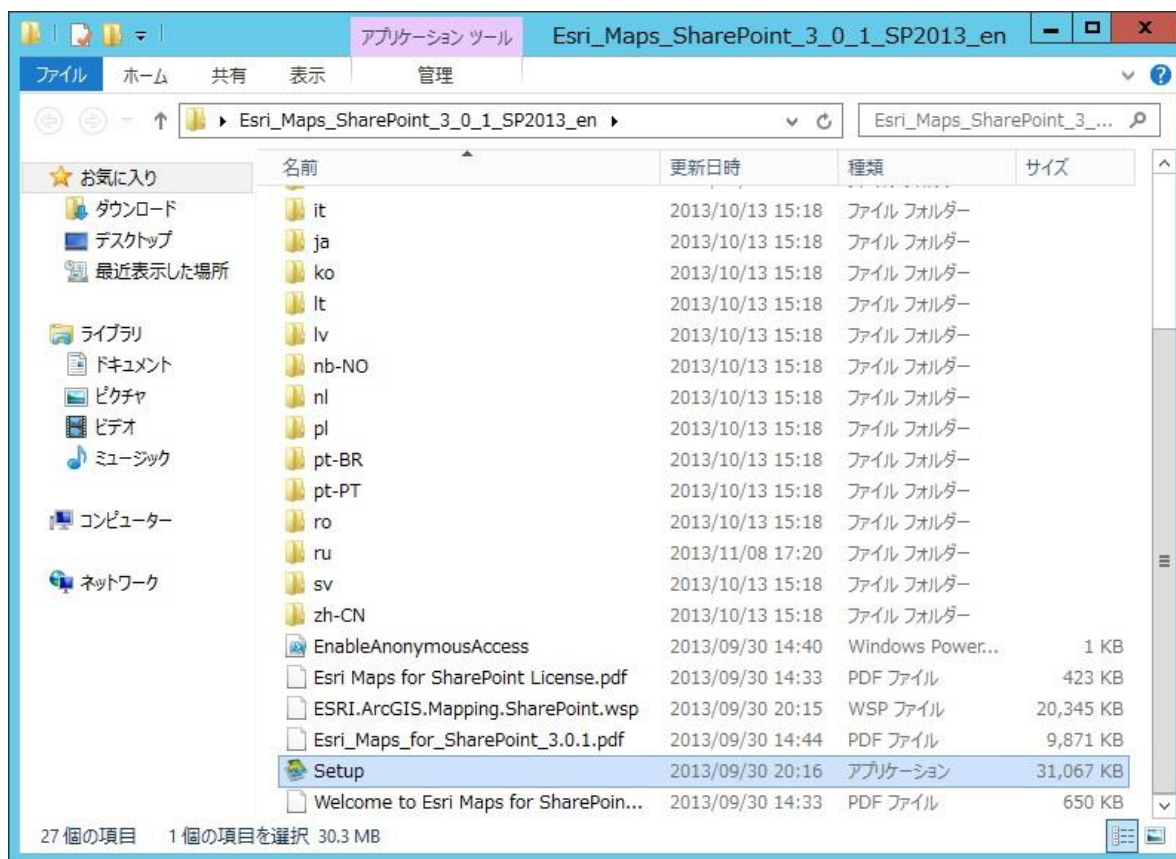 アプリケーション ツール
Esri_Maps_SharePoint_3_0_1_SP2013_en
ファイル ホーム 共有 表示 管理
Esri_Maps_SharePoint_3_0_1_SP2013_en
Esri_Maps_SharePoint_3_...
名前 更新日時 種類 サイズ
お気に入り
ダウンロード
デスクトップ
最近表示した場所
ライブラリ
ドキュメント
ピクチャ
ビデオ
ミュージック
コンピューター
ネットワーク
it 2013/10/13 15:18 ファイル フォルダー
ja 2013/10/13 15:18 ファイル フォルダー
ko 2013/10/13 15:18 ファイル フォルダー
lt 2013/10/13 15:18 ファイル フォルダー
lv 2013/10/13 15:18 ファイル フォルダー
nb-NO 2013/10/13 15:18 ファイル フォルダー
nl 2013/10/13 15:18 ファイル フォルダー
pl 2013/10/13 15:18 ファイル フォルダー
pt-BR 2013/10/13 15:18 ファイル フォルダー
pt-PT 2013/10/13 15:18 ファイル フォルダー
ro 2013/10/13 15:18 ファイル フォルダー
ru 2013/11/08 17:20 ファイル フォルダー
sv 2013/10/13 15:18 ファイル フォルダー
zh-CN 2013/10/13 15:18 ファイル フォルダー
EnableAnonymousAccess 2013/09/30 14:40 Windows Power... 1 KB
Esri Maps for SharePoint License.pdf 2013/09/30 14:33 PDF ファイル 423 KB
ESRI.ArcGIS.Mapping.SharePoint.wsp 2013/09/30 20:15 WSP ファイル 20,345 KB
Esri_Maps_for_SharePoint_3.0.1.pdf 2013/09/30 14:44 PDF ファイル 9,871 KB
Setup 2013/09/30 20:16 アプリケーション 31,067 KB
Welcome to Esri Maps for SharePoin... 2013/09/30 14:33 PDF ファイル 650 KB
27 個の項目 1 個の項目を選択 30.3 MB